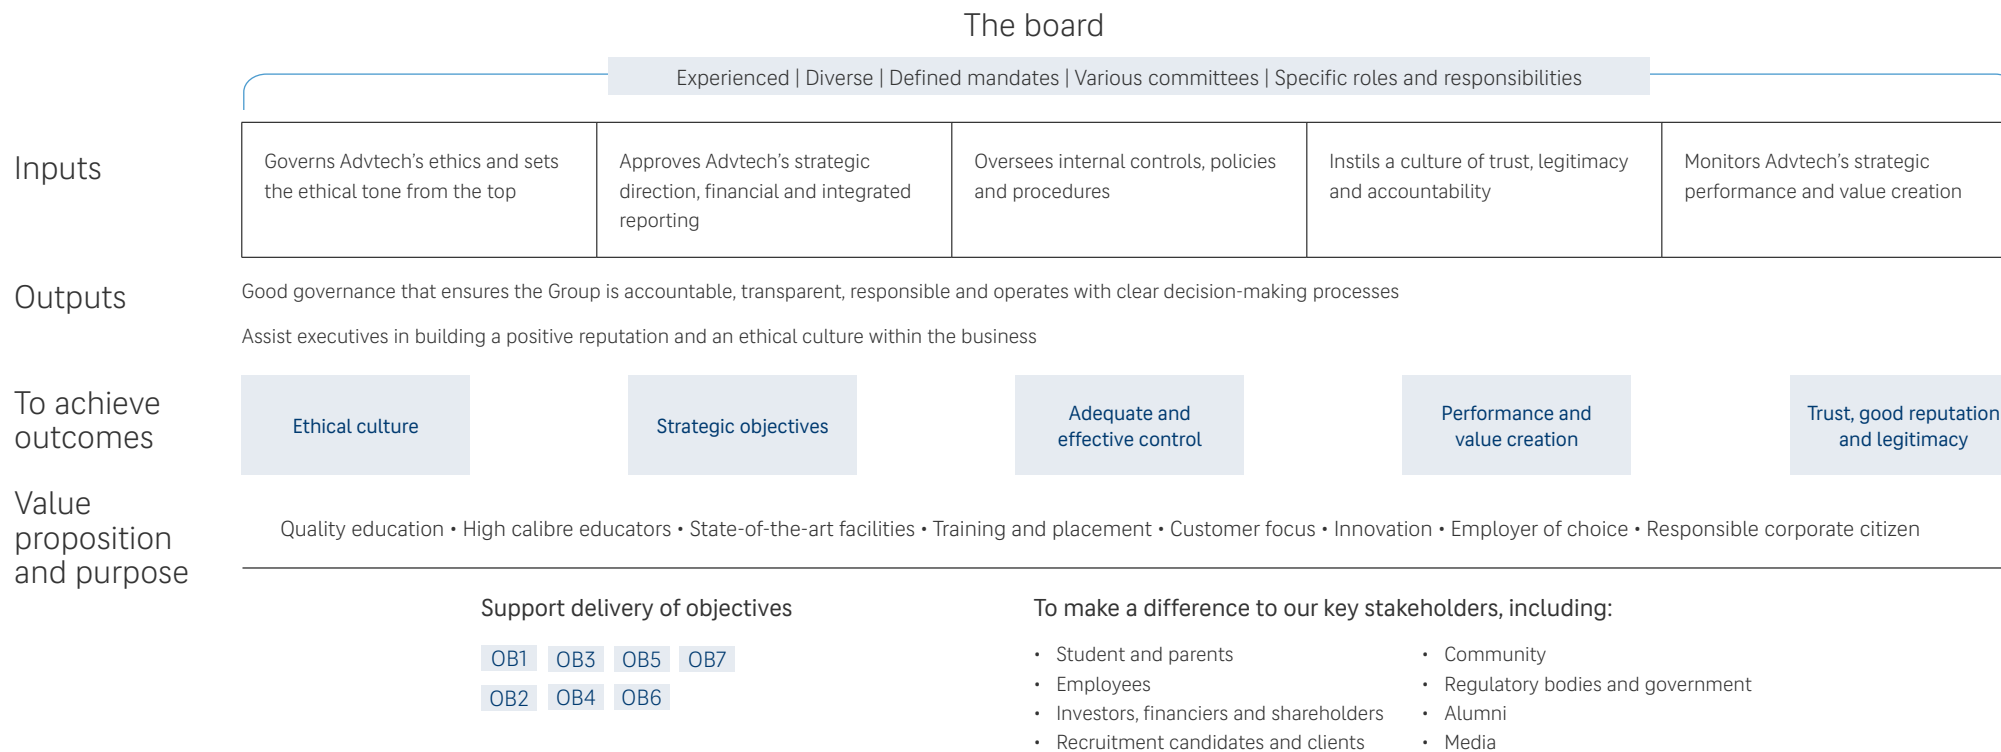 The board
Experienced | Diverse | Defined mandates | Various committees | Specific roles and responsibilities
Inputs
Governs Advtech's ethics and sets
the ethical tone from the top
Approves Advtech's strategic
direction, financial and integrated
reporting
Oversees internal controls, policies
and procedures
Instils a culture of trust, legitimacy
and accountability
Monitors Advtech's strategic
performance and value creation
Outputs
Good governance that ensures the Group is accountable, transparent, responsible and operates with clear decision-making processes
Assist executives in building a positive reputation and an ethical culture within the business
To achieve
outcomes
Ethical culture
Strategic objectives
Adequate and
effective control
Performance and
value creation
Trust, good reputation
and legitimacy
Value
proposition
and purpose
Quality education • High calibre educators • State-of-the-art facilities • Training and placement • Customer focus • Innovation • Employer of choice • Responsible corporate citizen
Support delivery of objectives
OB1 OB3 OB5 OB7
OB2 OB4 OB6
To make a difference to our key stakeholders, including:
• Student and parents
• Employees
• Investors, financiers and shareholders
• Recruitment candidates and clients
• Community
• Regulatory bodies and government
• Alumni
• Media